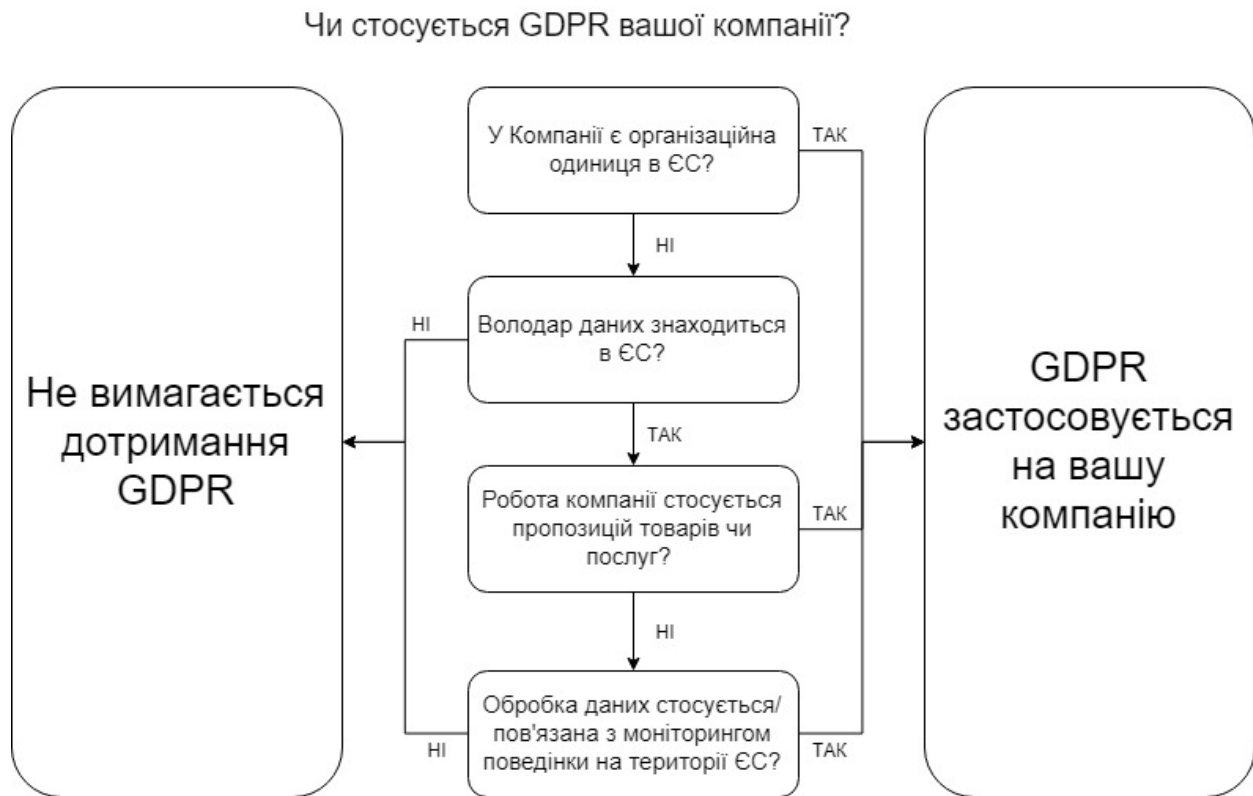 Чи стосується GDPR вашої компанії?
У Компанії є організаційна
одиниця в ЄС?
ТАК
НІ
Володар даних знаходиться
в ЄС?
НІ
ТАК
Не вимагається
дотримання
GDPR
GDPR
застосовується
на вашу
компанію
Робота компанії стосується
пропозицій товарів чи
послуг?
ТАК
НІ
Обробка даних стосується/
пов'язана з моніторингом
поведінки на території ЄС?
НІ
ТАК